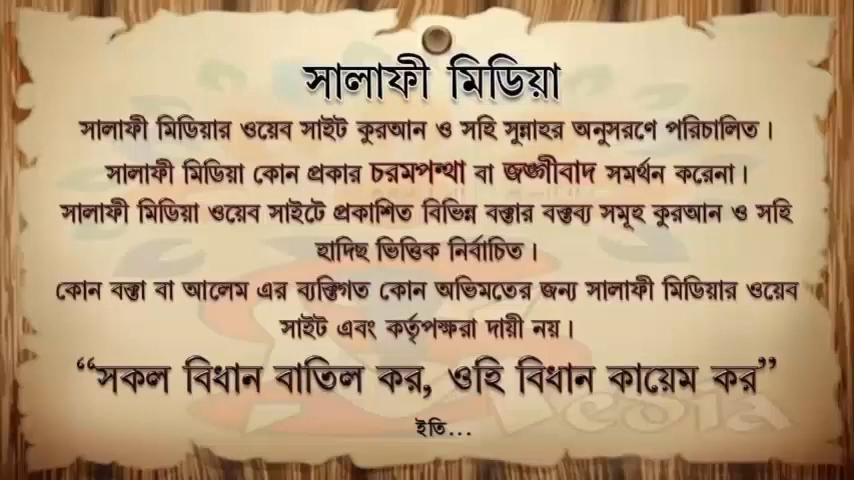 সালাফী মিডিয়া
সালাফী মিডিয়ার ওয়েব সাইট কুরআন ও সহি সুন্নাহর অনুসরণে পরিচালিত।
সালাফী মিডিয়া কোন প্রকার চরমপন্থা বা জঙ্গীবাদ সমর্থন করেনা।
সালাফী মিডিয়া ওয়েব সাইটে প্রকাশিত বিভিন্ন বক্তার বক্তব্য সমূহ কুরআন ও সহি
হাদিছ ভিত্তিক নির্বাচিত।
কোন বক্তা বা আলেম এর ব্যক্তিগত কোন অভিমতের জন্য সালাফী মিডিয়ার ওয়েব
সাইট এবং কর্তৃপক্ষরা দায়ী নয়।
“সকল বিধান বাতিল কর, ওহি বিধান কায়েম কর”
ইতি...